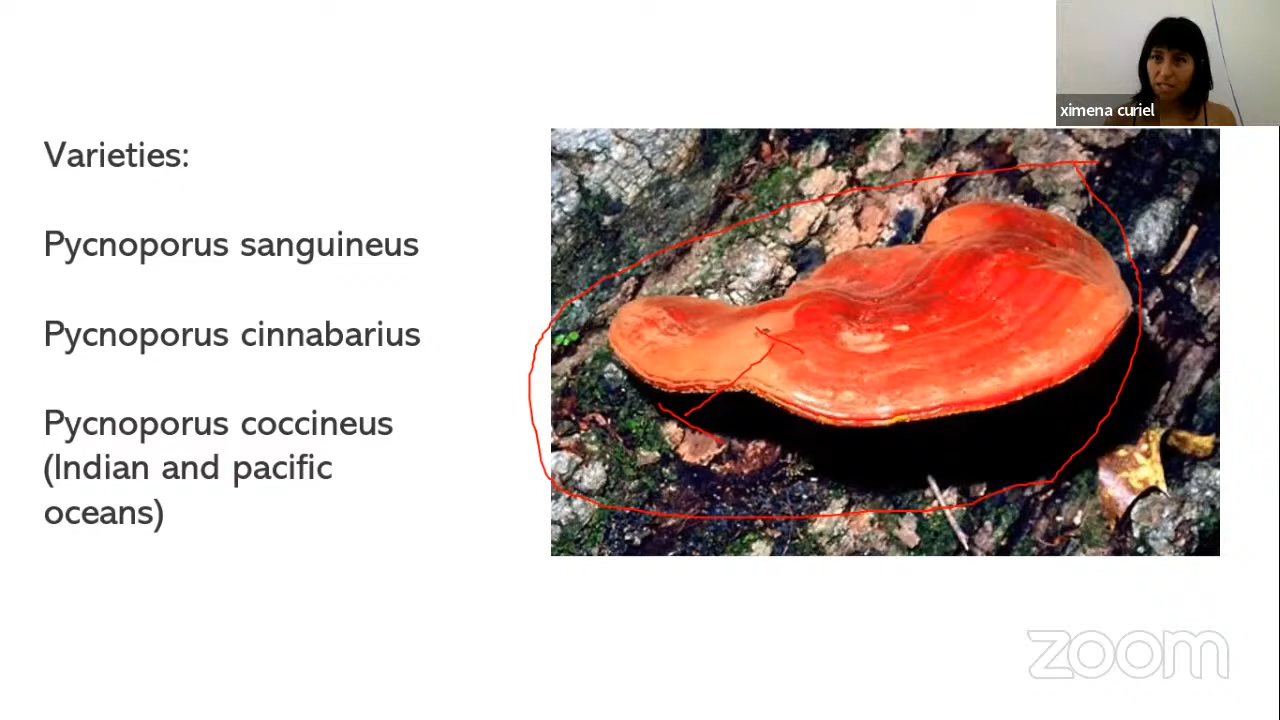 ximena curiel
Varieties:
Pycnoporus sanguineus
Pycnoporus cinnabarius
Pycnoporus coccineus
(Indian and pacific
oceans)
zoom